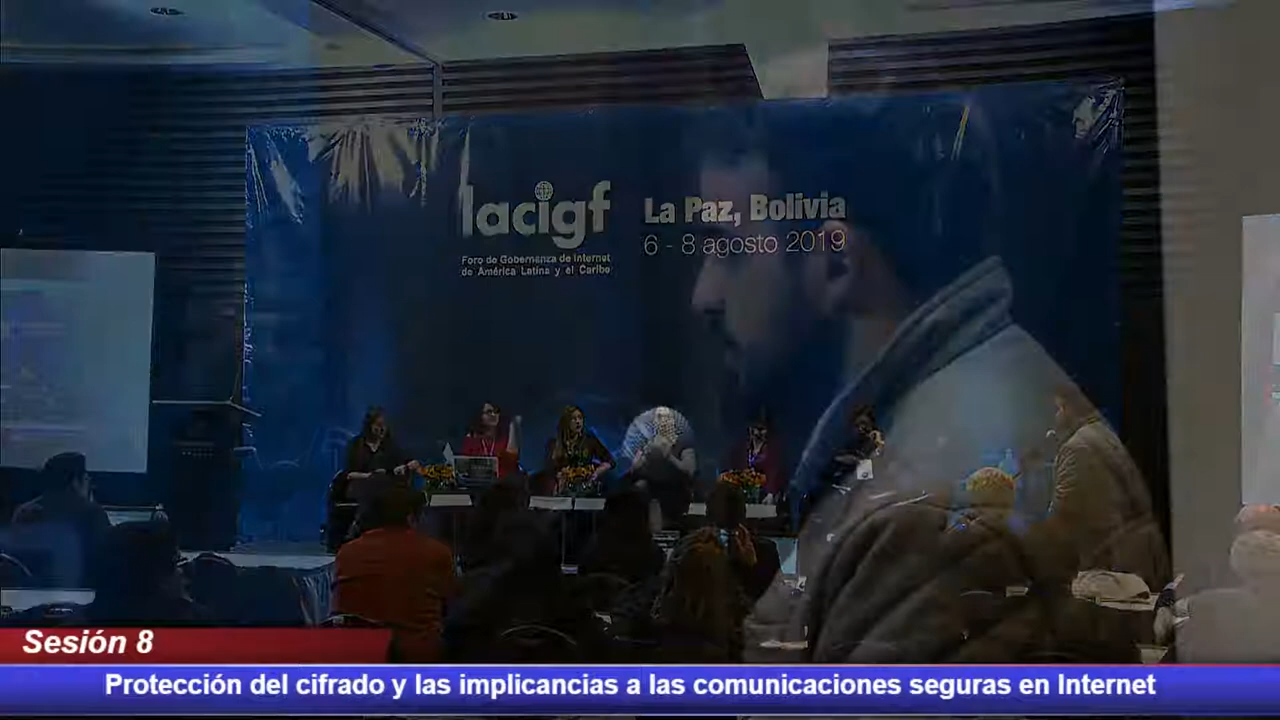 lacigf
Foro de Gobernanza de Internet
de América Latina y el Caribe
La Paz, Bolivia
6 - 8 agosto 2019
Sesión 8
Protección del cifrado y las implicancias a las comunicaciones seguras en Internet